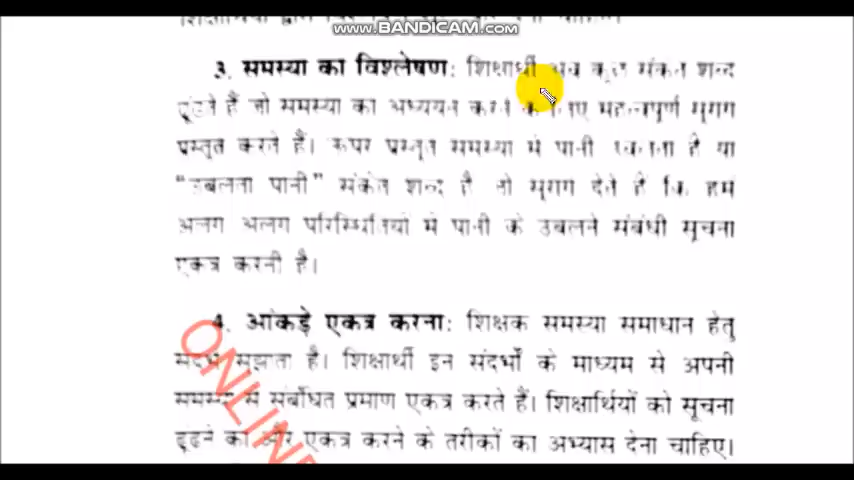 www.BANDICAM.com
3. समस्या का विश्लेषण: शिक्षार्थी अब कुछ संकेत शब्द
ढूंढते हैं जो समस्या का अध्ययन करने के लिए महत्वपूर्ण सुराग
प्रस्तुत करते हैं। ऊपर प्रस्तुत समस्या में पानी उबलता है या
“उबलता पानी” संकेत शब्द है जो सुराग देते हैं कि हमें
अलग अलग परिस्थितियों में पानी के उबलने संबंधी सूचना
एकत्र करनी है।
4. आंकड़े एकत्र करना: शिक्षक समस्या समाधान हेतु
संदर्भ सुझाता है। शिक्षार्थी इन संदर्भों के माध्यम से अपनी
समस्या से संबंधित प्रमाण एकत्र करते हैं। शिक्षार्थियों को सूचना
ढूंढने का और एकत्र करने के तरीकों का अभ्यास देना चाहिए।
ONLINE